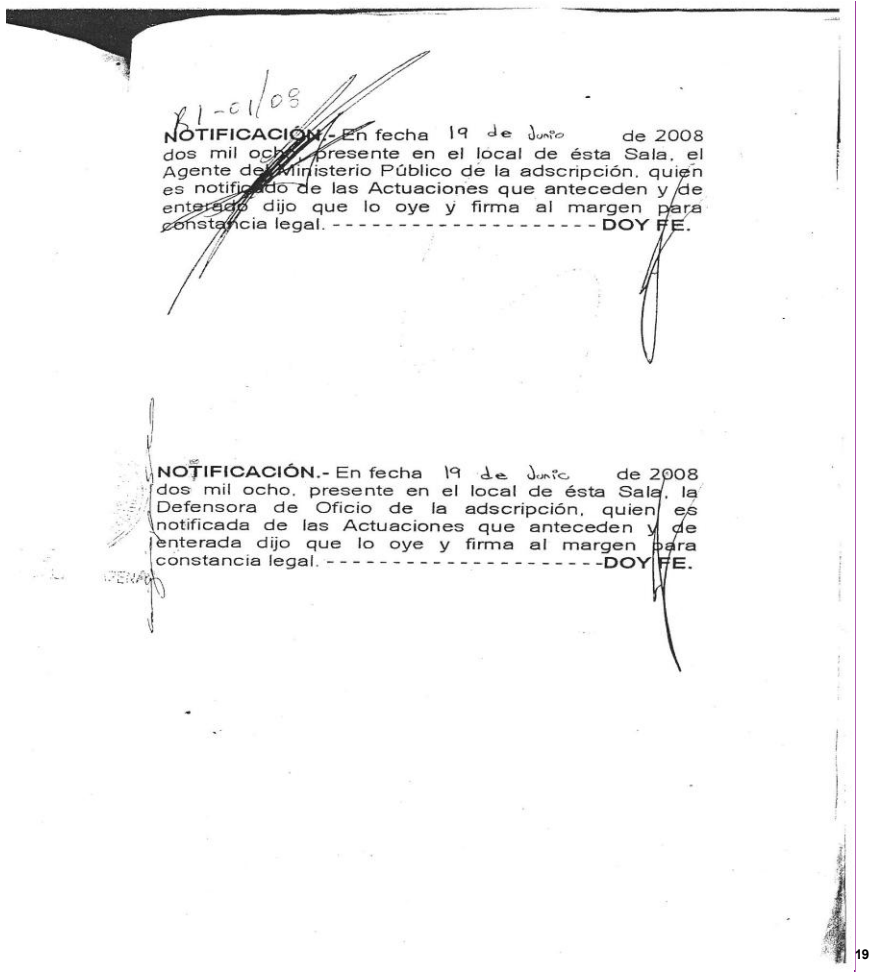 B1-01/08
NOTIFICACIÓN.- En fecha 19 de Junio de 2008
dos mil ocho, presente en el local de ésta Sala, el
Agente del Ministerio Público de la adscripción, quien
es notificado de las Actuaciones que anteceden y de
enterado dijo que lo oye y firma al margen para
constancia legal. - - - - - - - - - - - - - - - - - - - - - DOY FE.
NOTIFICACIÓN.- En fecha 19 de Junio de 2008
dos mil ocho, presente en el local de ésta Sala, la
Defensora de Oficio de la adscripción, quien es
notificada de las Actuaciones que anteceden y de
enterada dijo que lo oye y firma al margen para
constancia legal. - - - - - - - - - - - - - - - - - - - - - -DOY FE.
19